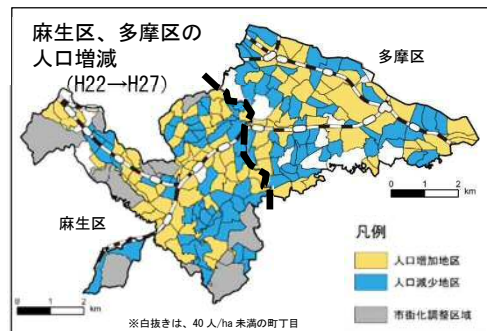 麻生区、多摩区の
人口増減
(H22→H27)
多摩区
0 1 2
km
麻生区
凡例
人口増加地区
人口減少地区
市街化調整区域
0 1 2
km
※白抜きは、40人/ha未満の町丁目